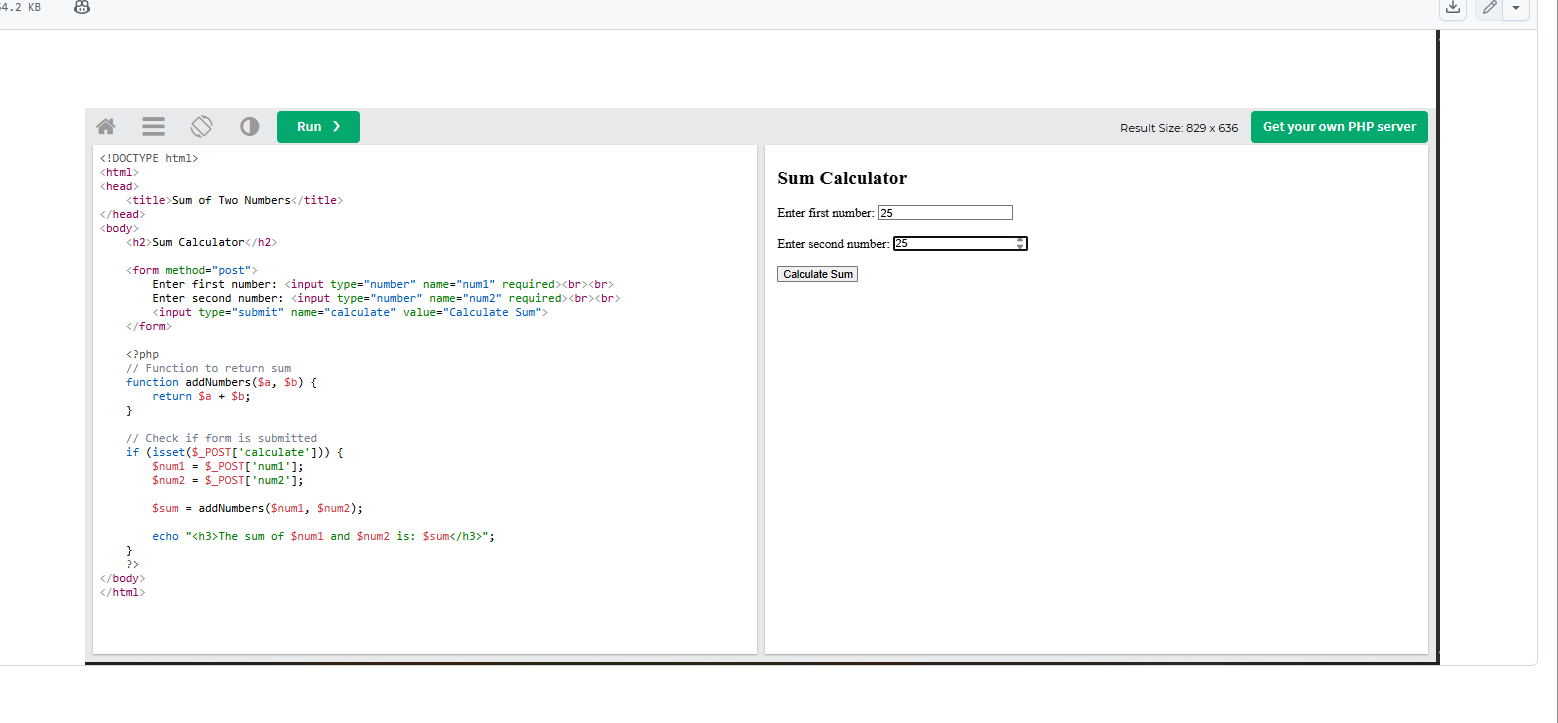 54.2 KB
Run ❯
Result Size: 829 x 636
Get your own PHP server
<!DOCTYPE html>
<html>
<head>
    <title>Sum of Two Numbers</title>
</head>
<body>
    <h2>Sum Calculator</h2>

    <form method="post">
        Enter first number: <input type="number" name="num1" required><br><br>
        Enter second number: <input type="number" name="num2" required><br><br>
        <input type="submit" name="calculate" value="Calculate Sum">
    </form>

    <?php
    // Function to return sum
    function addNumbers($a, $b) {
        return $a + $b;
    }

    // Check if form is submitted
    if (isset($_POST['calculate'])) {
        $num1 = $_POST['num1'];
        $num2 = $_POST['num2'];

        $sum = addNumbers($num1, $num2);

        echo "<h3>The sum of $num1 and $num2 is: $sum</h3>";
    }
    ?>
</body>
</html>
Sum Calculator
Enter first number: 25
Enter second number: 25
Calculate Sum